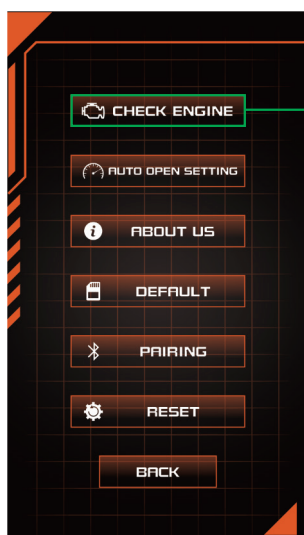 CHECK ENGINE
AUTO OPEN SETTING
ABOUT US
DEFAULT
PAIRING
RESET
BACK